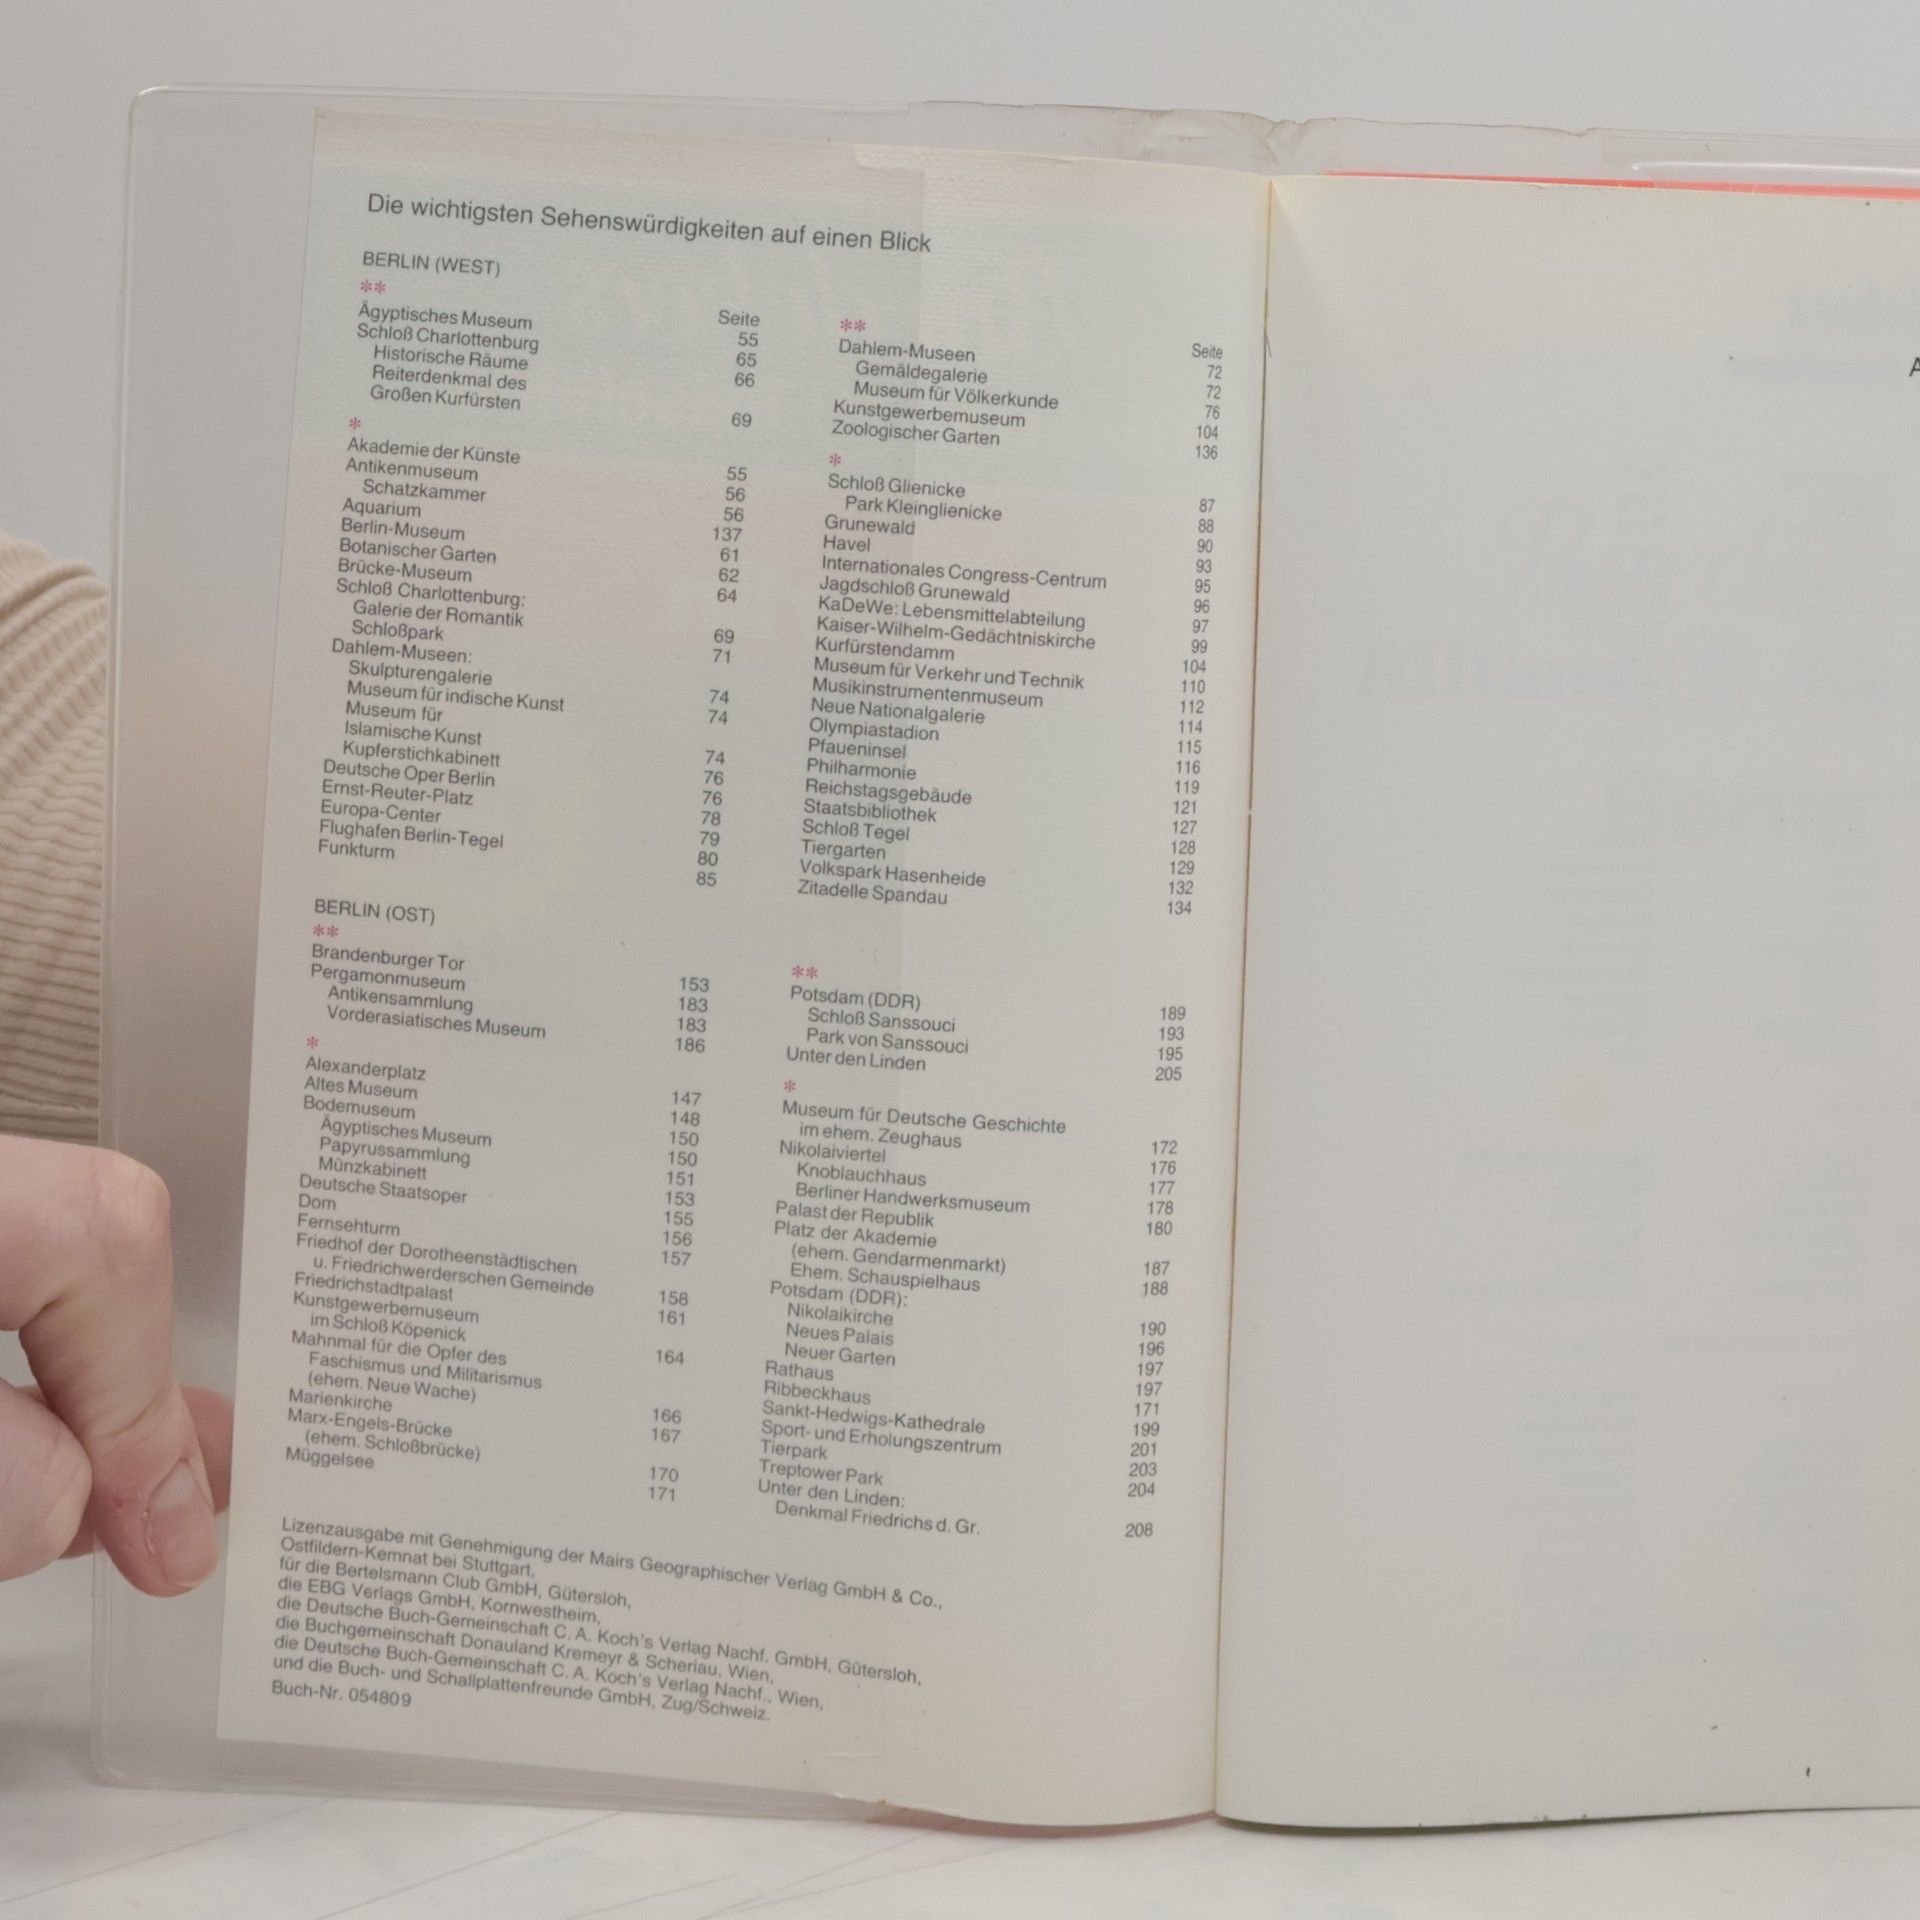 Die wichtigsten Sehenswürdigkeiten auf einen Blick
BERLIN (WEST)
**
Seite
Ägyptisches Museum 55
Schloß Charlottenburg 65
Historische Räume 66
Reiterdenkmal des
Großen Kurfürsten 69
*
Akademie der Künste 55
Antikenmuseum 56
Schatzkammer 56
Aquarium 137
Berlin-Museum 61
Botanischer Garten 62
Brücke-Museum 64
Schloß Charlottenburg:
Galerie der Romantik 69
Schloßpark 71
Dahlem-Museen:
Skulpturengalerie 74
Museum für indische Kunst 74
Museum für
Islamische Kunst 74
Kupferstichkabinett 76
Deutsche Oper Berlin 76
Ernst-Reuter-Platz 78
Europa-Center 79
Flughafen Berlin-Tegel 80
Funkturm 85
**
Seite
Dahlem-Museen 72
Gemäldegalerie 72
Museum für Völkerkunde 76
Kunstgewerbemuseum 104
Zoologischer Garten 136
*
Schloß Glienicke 87
Park Kleinglienicke 88
Grunewald 90
Havel 93
Internationales Congress-Centrum 95
Jagdschloß Grunewald 96
KaDeWe: Lebensmittelabteilung 97
Kaiser-Wilhelm-Gedächtniskirche 99
Kurfürstendamm 104
Museum für Verkehr und Technik 110
Musikinstrumentenmuseum 112
Neue Nationalgalerie 114
Olympiastadion 115
Pfaueninsel 116
Philharmonie 119
Reichstagsgebäude 121
Staatsbibliothek 127
Schloß Tegel 128
Tiergarten 129
Volkspark Hasenheide 132
Zitadelle Spandau 134
BERLIN (OST)
**
Brandenburger Tor 153
Pergamonmuseum 183
Antikensammlung 183
Vorderasiatisches Museum 186
*
Alexanderplatz 147
Altes Museum 148
Bodemuseum 150
Ägyptisches Museum 150
Papyrussammlung 151
Münzkabinett 153
Deutsche Staatsoper 155
Dom 156
Fernsehturm 157
Friedhof der Dorotheenstädtischen
u. Friedrichwerderschen Gemeinde 158
Friedrichstadtpalast 161
Kunstgewerbemuseum
im Schloß Köpenick 164
Mahnmal für die Opfer des
Faschismus und Militarismus
(ehem. Neue Wache) 166
Marienkirche 167
Marx-Engels-Brücke
(ehem. Schloßbrücke) 170
Müggelsee 171
**
Potsdam (DDR) 189
Schloß Sanssouci 193
Park von Sanssouci 195
Unter den Linden 205
*
Museum für Deutsche Geschichte
im ehem. Zeughaus 172
Nikolaiviertel 176
Knoblauchhaus 177
Berliner Handwerksmuseum 178
Palast der Republik 180
Platz der Akademie
(ehem. Gendarmenmarkt) 187
Ehem. Schauspielhaus 188
Potsdam (DDR):
Nikolaikirche 190
Neues Palais 196
Neuer Garten 197
Rathaus 197
Ribbeckhaus 171
Sankt-Hedwigs-Kathedrale 199
Sport- und Erholungszentrum 201
Tierpark 203
Treptower Park 204
Unter den Linden:
Denkmal Friedrichs d. Gr. 208
Lizenzausgabe mit Genehmigung der Mairs Geographischer Verlag GmbH & Co.,
Ostfildern-Kemnat bei Stuttgart,
für die Bertelsmann Club GmbH, Gütersloh,
die EBG Verlags GmbH, Kornwestheim,
die Deutsche Buch-Gemeinschaft C. A. Koch's Verlag Nachf. GmbH, Gütersloh,
die Buchgemeinschaft Donauland Kremeyr & Scheriau, Wien,
die Deutsche Buch-Gemeinschaft C. A. Koch's Verlag Nachf., Wien,
und die Buch- und Schallplattenfreunde GmbH, Zug/Schweiz.
Buch-Nr. 054809